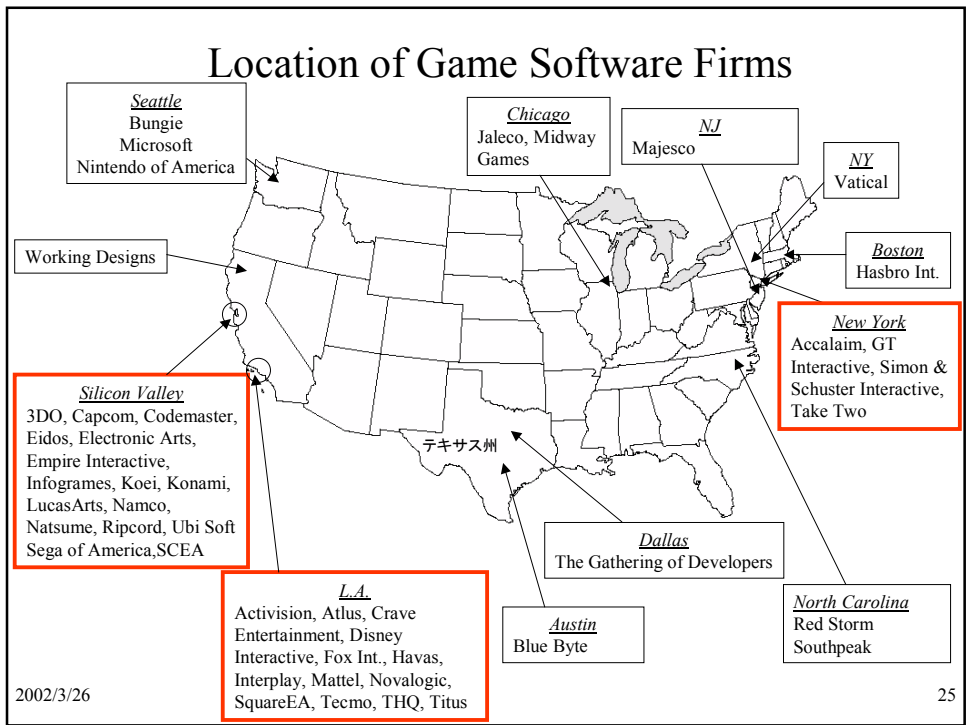 Location of Game Software Firms
Seattle
Bungie
Microsoft
Nintendo of America
Chicago
Jaleco, Midway
Games
NJ
Majesco
NY
Vatical
Working Designs
Boston
Hasbro Int.
New York
Accalaim, GT
Interactive, Simon &
Schuster Interactive,
Take Two
Silicon Valley
3DO, Capcom, Codemaster,
Eidos, Electronic Arts,
Empire Interactive,
Infogrames, Koei, Konami,
LucasArts, Namco,
Natsume, Ripcord, Ubi Soft
Sega of America,SCEA
テキサス州
Dallas
The Gathering of Developers
L.A.
Activision, Atlus, Crave
Entertainment, Disney
Interactive, Fox Int., Havas,
Interplay, Mattel, Novalogic,
SquareEA, Tecmo, THQ, Titus
Austin
Blue Byte
North Carolina
Red Storm
Southpeak
2002/3/26
25